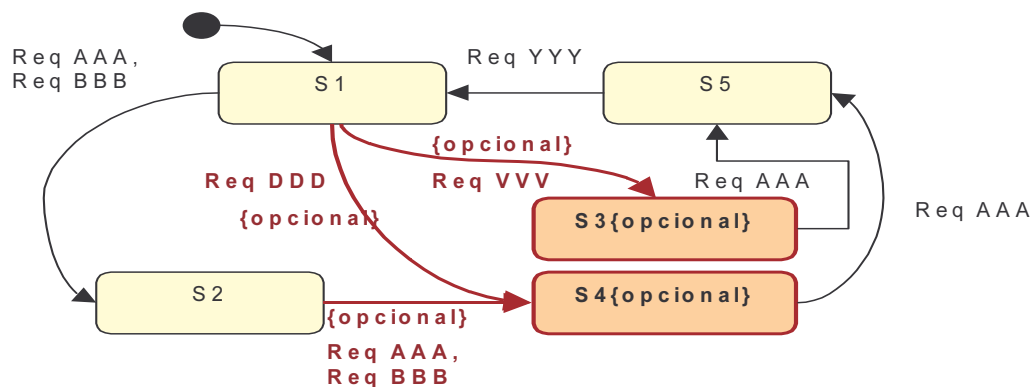 Req AAA,
Req BBB
S1
Req YYY
S5
{opcional}
Req DDD
Req VVV
{opcional}
Req AAA
Req AAA
S3{opcional}
S2
S4{opcional}
{opcional}
Req AAA,
Req BBB